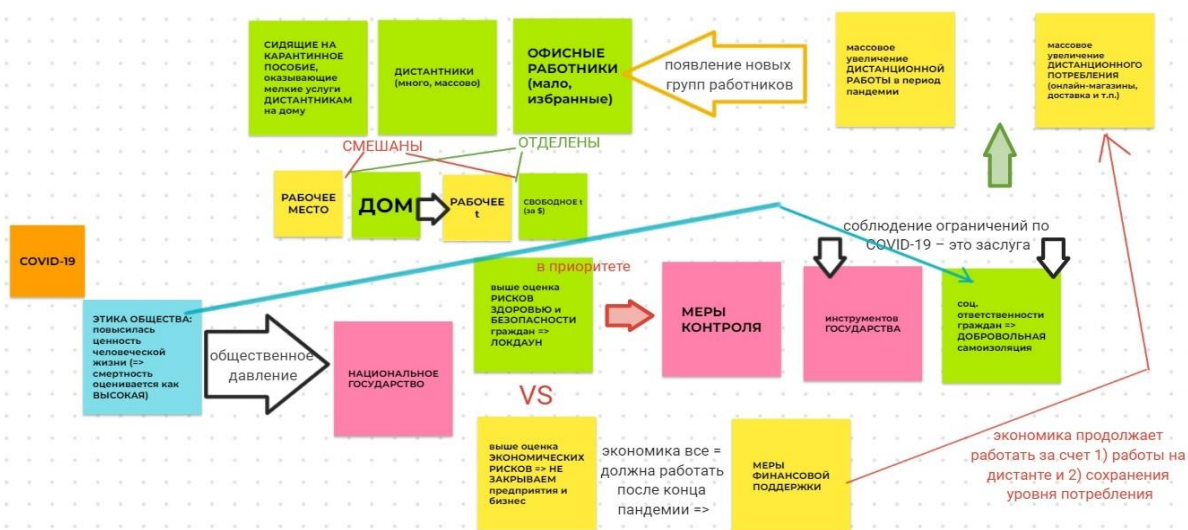 СИДЯЩИЕ НА
КАРАНТИННОЕ
ПОСОБИЕ,
оказывающие
мелкие услуги
ДИСТАНТНИКАМ
на дому
ДИСТАНТНИКИ
(много, массово)
ОФИСНЫЕ
РАБОТНИКИ
(мало,
избранные)
появление новых
групп работников
массовое
увеличение
ДИСТАНЦИОННОЙ
РАБОТЫ в период
пандемии
массовое
увеличение
ДИСТАНЦИОННОГО
ПОТРЕБЛЕНИЯ
(онлайн-магазины,
доставка и т.п.)
СМЕШАНЫ
ОТДЕЛЕНЫ
РАБОЧЕЕ
МЕСТО
ДОМ
РАБОЧЕЕ
t
СВОБОДНОЕ t
(за $)
COVID-19
соблюдение ограничений по
COVID-19 – это заслуга
в приоритете
ЭТИКА ОБЩЕСТВА:
повысилась
ценность
человеческой
жизни (=>
смертность
оценивается как
ВЫСОКАЯ)
общественное
давление
НАЦИОНАЛЬНОЕ
ГОСУДАРСТВО
выше оценка
РИСКОВ
ЗДОРОВЬЮ и
БЕЗОПАСНОСТИ
граждан =>
ЛОКДАУН
МЕРЫ
КОНТРОЛЯ
инструментов
ГОСУДАРСТВА
соц.
ответственности
граждан =>
ДОБРОВОЛЬНАЯ
самоизоляция
VS
выше оценка
ЭКОНОМИЧЕСКИХ
РИСКОВ => НЕ
ЗАКРЫВАЕМ
предприятия и
бизнес
экономика все =
должна работать
после конца
пандемии =>
МЕРЫ
ФИНАНСОВОЙ
ПОДДЕРЖКИ
экономика продолжает
работать за счет 1) работы на
дистанте и 2) сохранения
уровня потребления